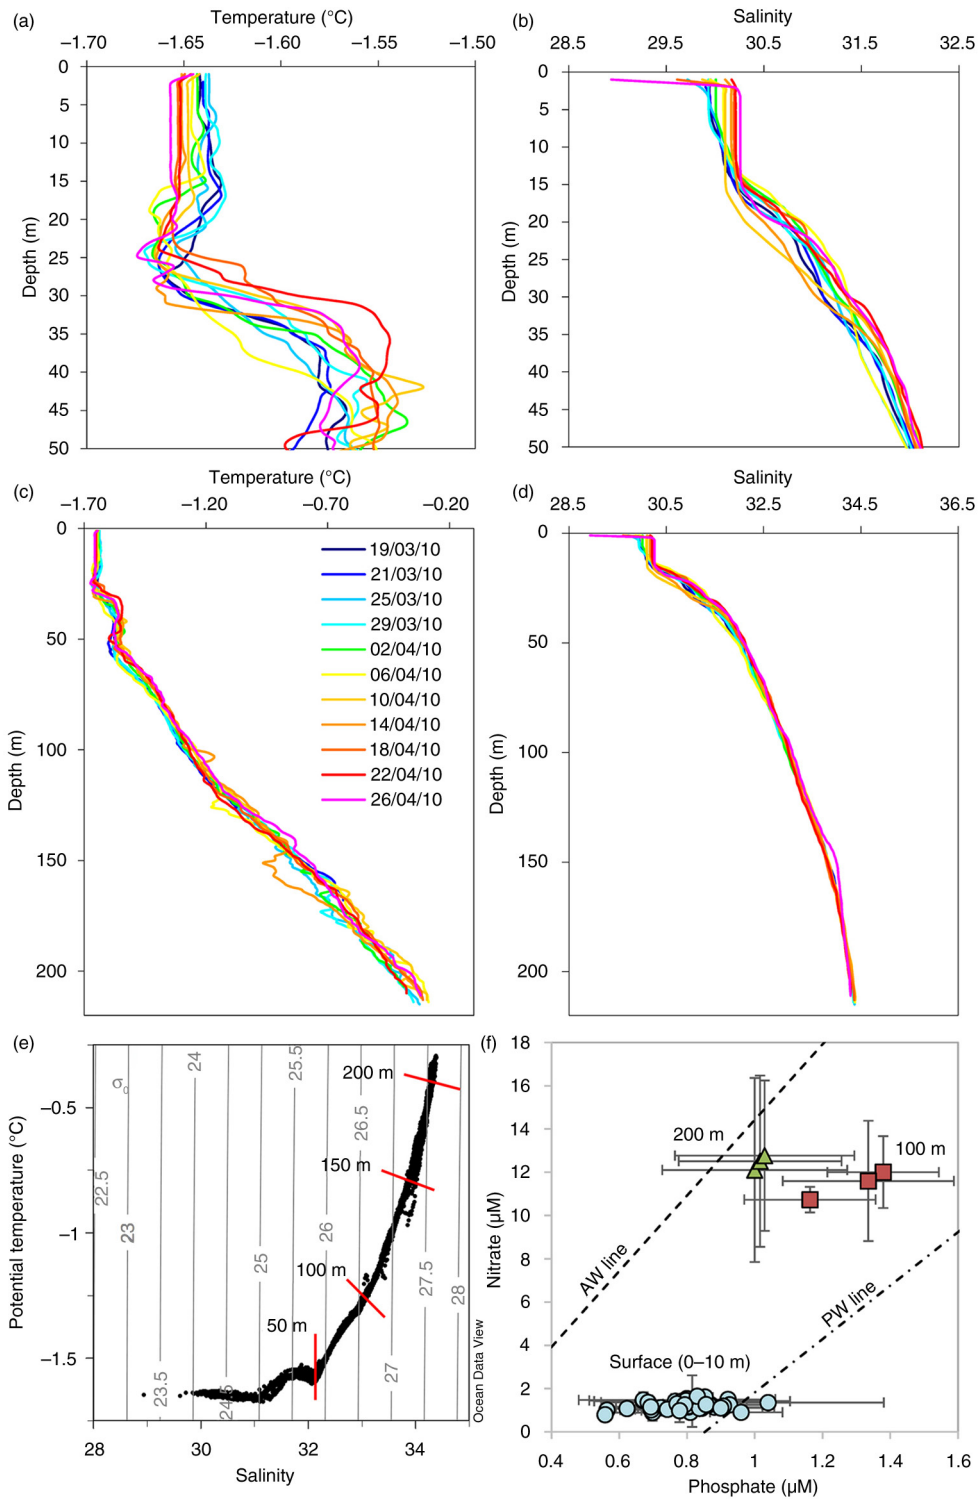 (a)
Temperature (°C)
−1.70 −1.65 −1.60 −1.55 −1.50
0
5
10
15
20
25
30
35
40
45
50
Depth (m)
(b)
Salinity
28.5 29.5 30.5 31.5 32.5
0
5
10
15
20
25
30
35
40
45
50
Depth (m)
(c)
Temperature (°C)
−1.70 −1.20 −0.70 −0.20
0
50
100
150
200
Depth (m)
19/03/10
21/03/10
25/03/10
29/03/10
02/04/10
06/04/10
10/04/10
14/04/10
18/04/10
22/04/10
26/04/10
(d)
Salinity
28.5 30.5 32.5 34.5 36.5
0
50
100
150
200
Depth (m)
(e)
Potential temperature (°C)
−0.5
−1
−1.5
28 30 32 34
Salinity
σ0
22.5
23
23.5
24
24.5
25
25.5
26
26.5
27
27.5
28
200 m
150 m
100 m
50 m
Ocean Data View
(f)
Nitrate (µM)
18
16
14
12
10
8
6
4
2
0
0.4 0.6 0.8 1 1.2 1.4 1.6
Phosphate (µM)
200 m
100 m
AW line
PW line
Surface (0–10 m)